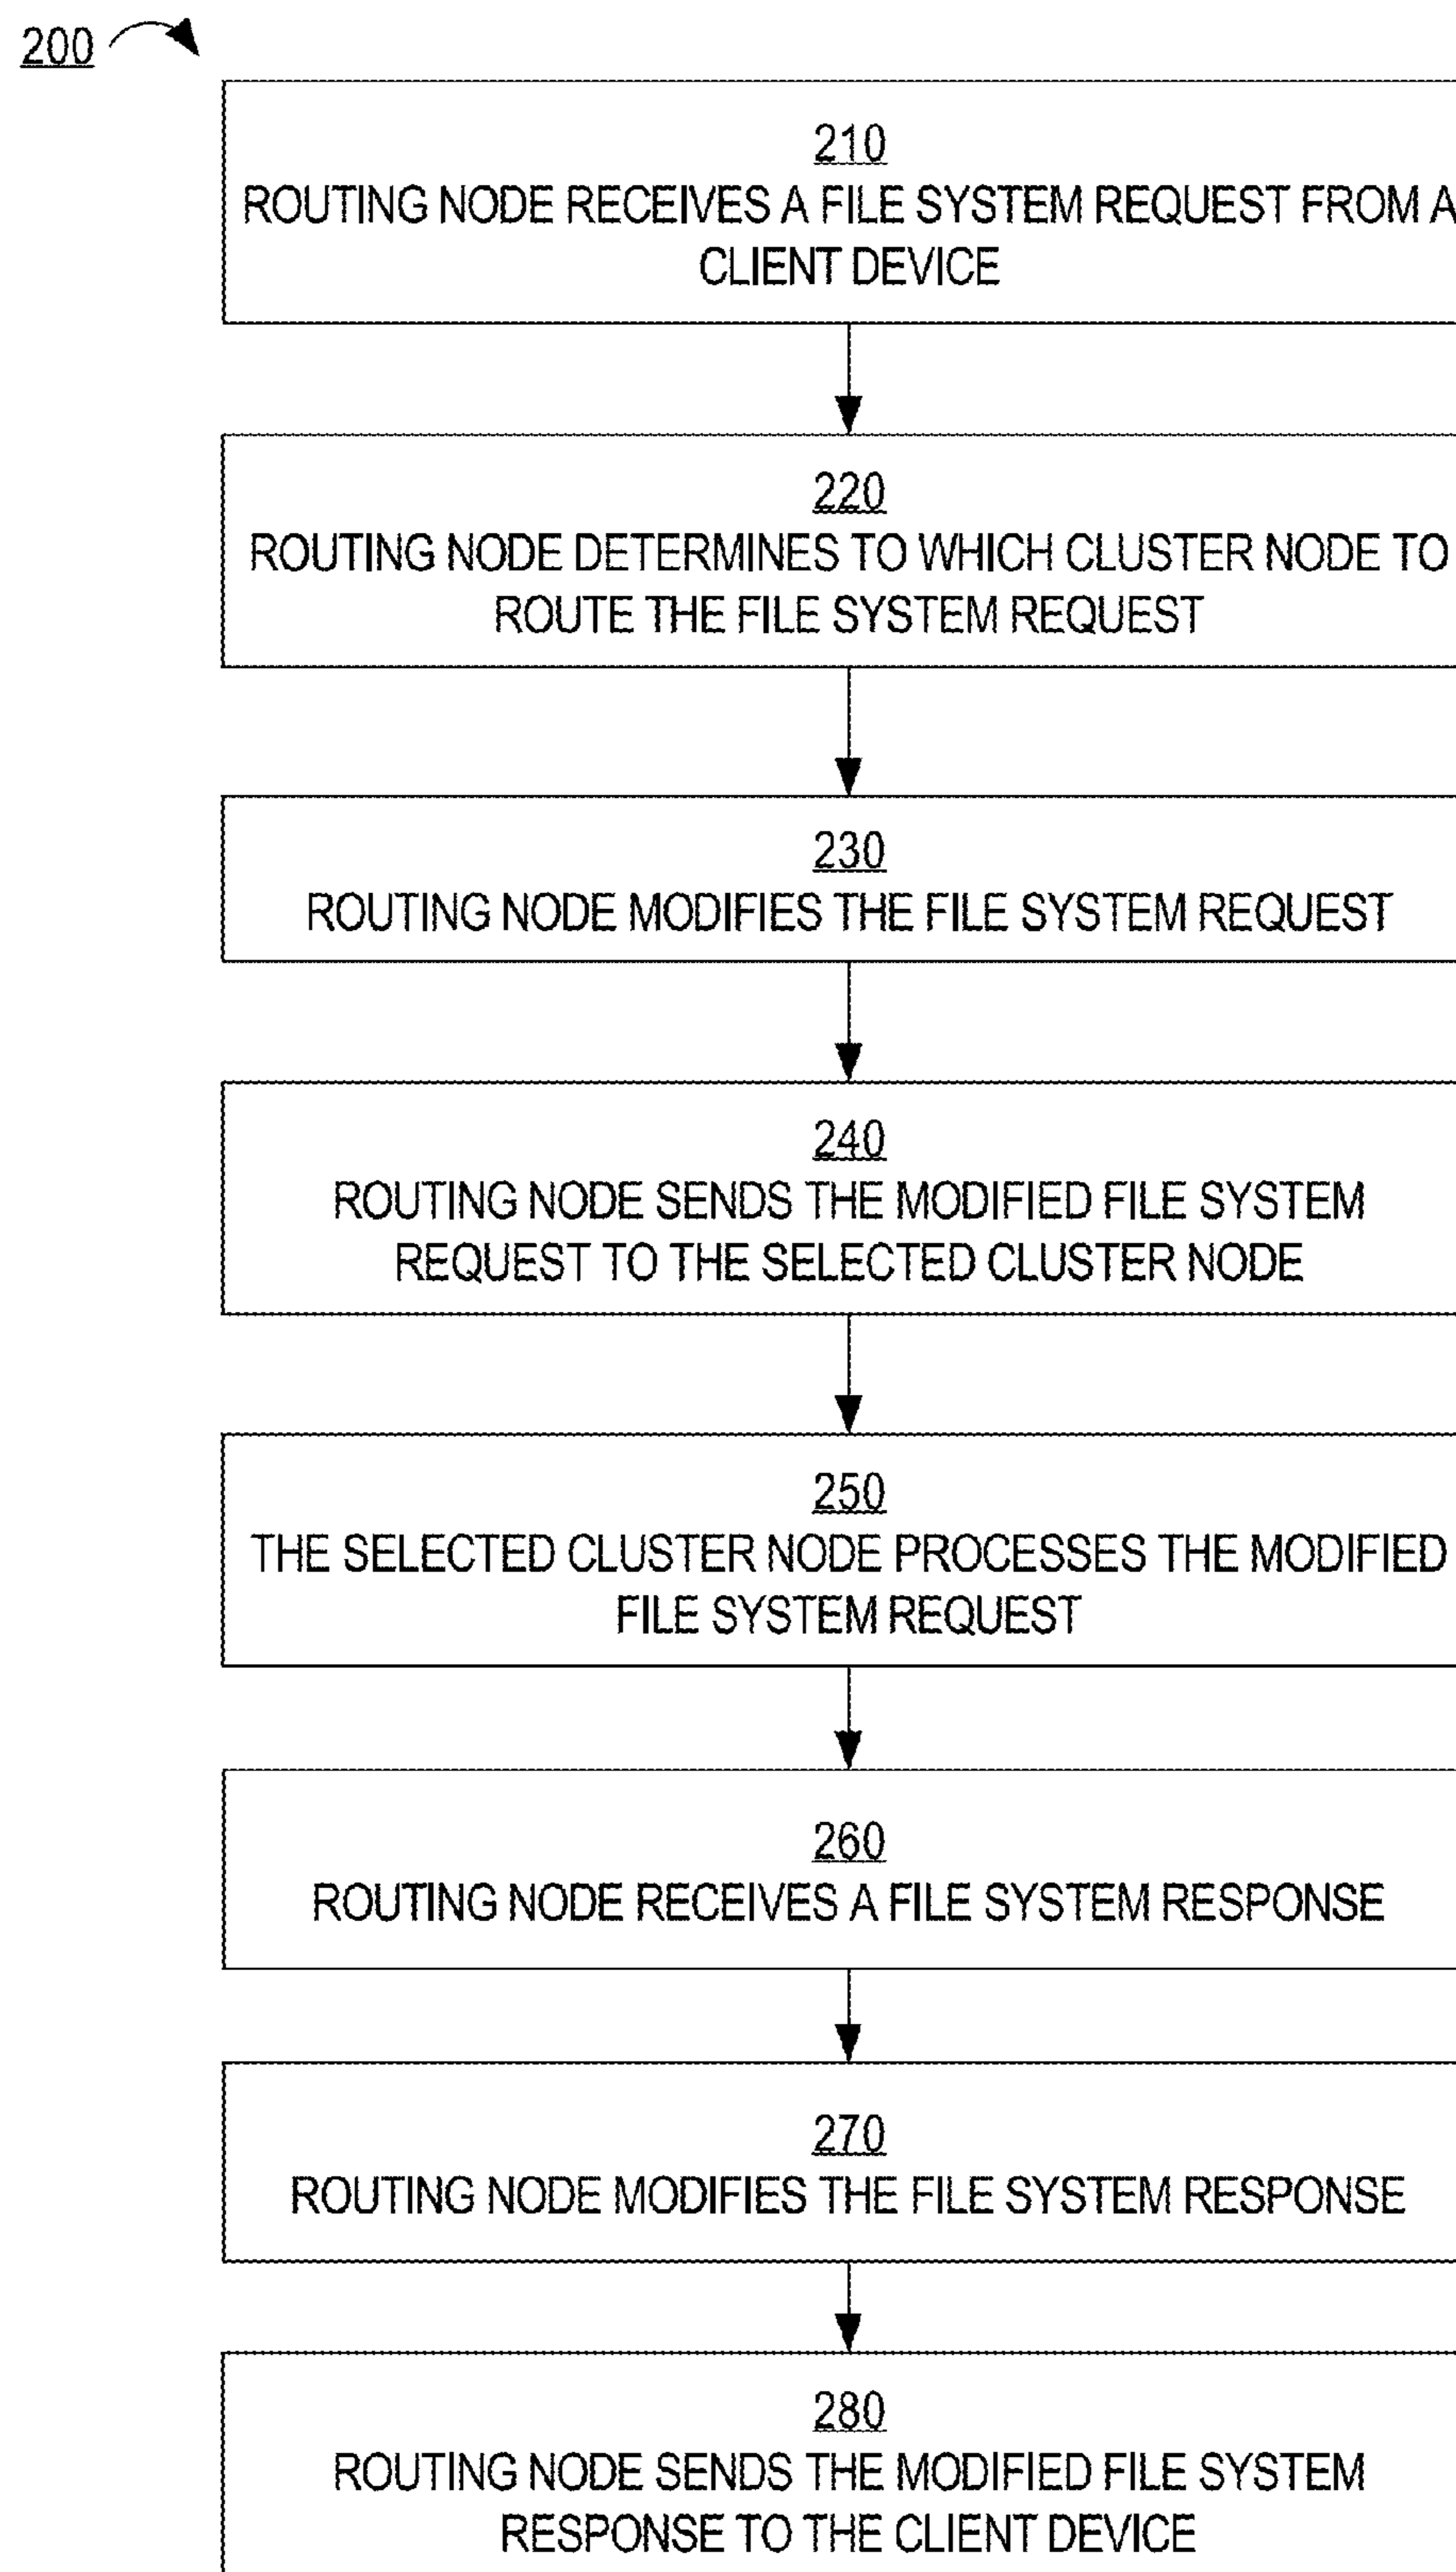 200
210
ROUTING NODE RECEIVES A FILE SYSTEM REQUEST FROM A
CLIENT DEVICE
220
ROUTING NODE DETERMINES TO WHICH CLUSTER NODE TO
ROUTE THE FILE SYSTEM REQUEST
230
ROUTING NODE MODIFIES THE FILE SYSTEM REQUEST
240
ROUTING NODE SENDS THE MODIFIED FILE SYSTEM
REQUEST TO THE SELECTED CLUSTER NODE
250
THE SELECTED CLUSTER NODE PROCESSES THE MODIFIED
FILE SYSTEM REQUEST
260
ROUTING NODE RECEIVES A FILE SYSTEM RESPONSE
270
ROUTING NODE MODIFIES THE FILE SYSTEM RESPONSE
280
ROUTING NODE SENDS THE MODIFIED FILE SYSTEM
RESPONSE TO THE CLIENT DEVICE